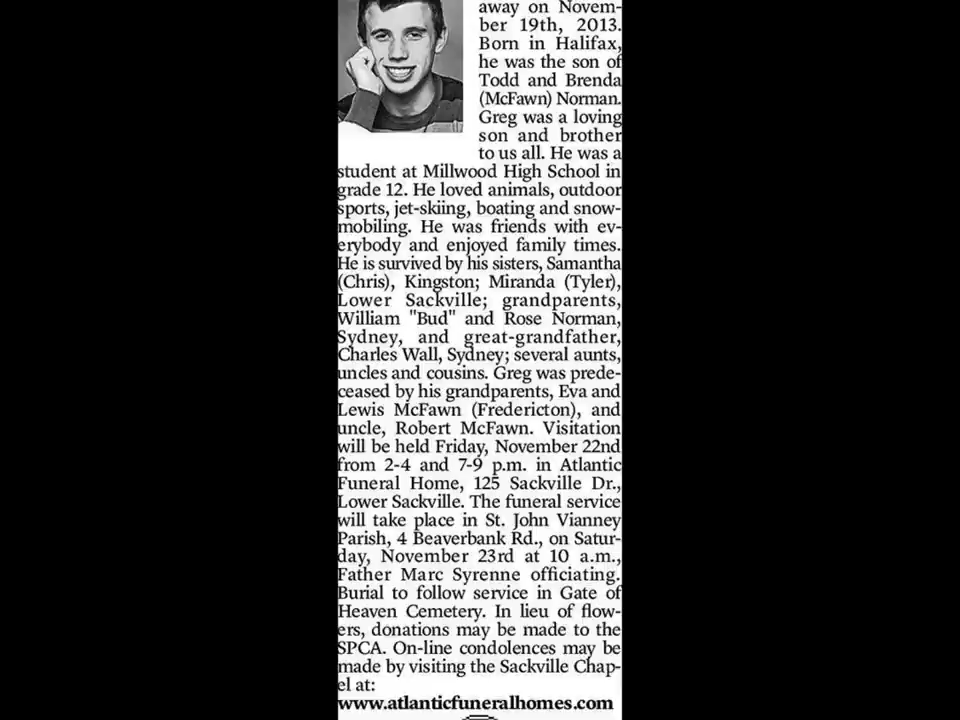 away on Novem-
ber 19th, 2013.
Born in Halifax,
he was the son of
Todd and Brenda
(McFawn) Norman.
Greg was a loving
son and brother
to us all. He was a
student at Millwood High School in
grade 12. He loved animals, outdoor
sports, jet-skiing, boating and snow-
mobiling. He was friends with ev-
erybody and enjoyed family times.
He is survived by his sisters, Samantha
(Chris), Kingston; Miranda (Tyler),
Lower Sackville; grandparents,
William "Bud" and Rose Norman,
Sydney, and great-grandfather,
Charles Wall, Sydney; several aunts,
uncles and cousins. Greg was prede-
ceased by his grandparents, Eva and
Lewis McFawn (Fredericton), and
uncle, Robert McFawn. Visitation
will be held Friday, November 22nd
from 2-4 and 7-9 p.m. in Atlantic
Funeral Home, 125 Sackville Dr.,
Lower Sackville. The funeral service
will take place in St. John Vianney
Parish, 4 Beaverbank Rd., on Satur-
day, November 23rd at 10 a.m.,
Father Marc Syrenne officiating.
Burial to follow service in Gate of
Heaven Cemetery. In lieu of flow-
ers, donations may be made to the
SPCA. On-line condolences may be
made by visiting the Sackville Chap-
el at:
www.atlanticfuneralhomes.com